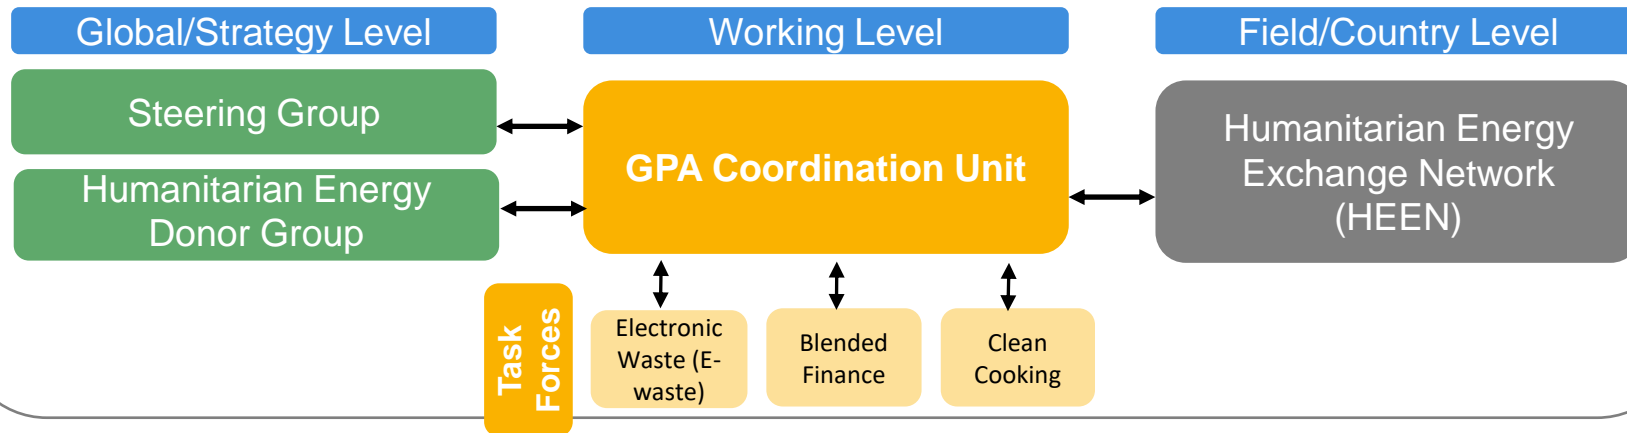 Global/Strategy Level
Working Level
Field/Country Level
Steering Group
Humanitarian Energy
Donor Group
GPA Coordination Unit
Humanitarian Energy
Exchange Network
(HEEN)
Task
Forces
Electronic
Waste (E-
waste)
Blended
Finance
Clean
Cooking